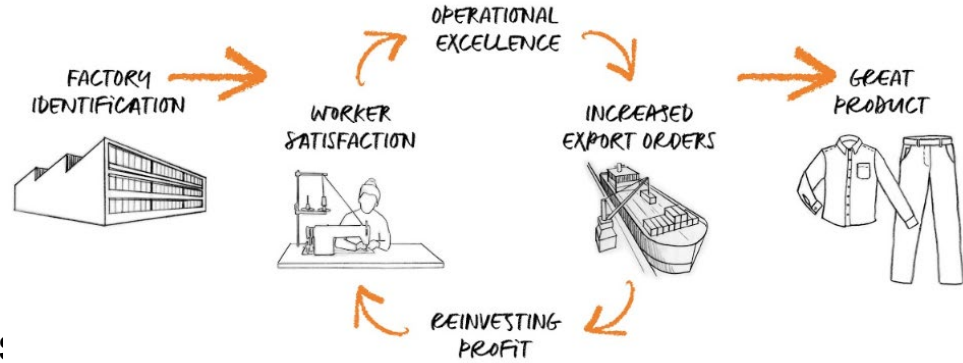 OPERATIONAL
EXCELLENCE
FACTORY
IDENTIFICATION
WORKER
SATISFACTION
INCREASED
EXPORT ORDERS
GREAT
PRODUCT
REINVESTING
PROFIT